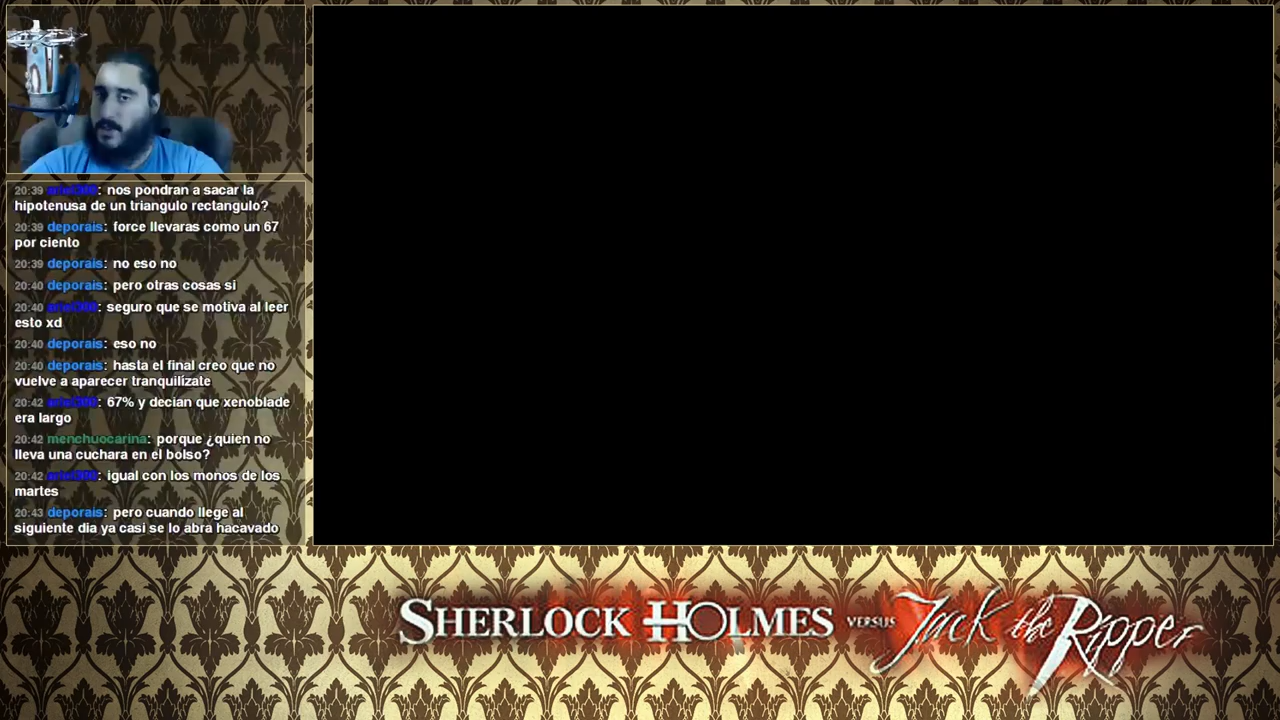 20:39 : nos pondran a sacar la
hipotenusa de un triangulo rectangulo?
20:39 deporais: force llevaras como un 67
por ciento
20:39 deporais: no eso no
20:40 deporais: pero otras cosas si
20:40 : seguro que se motiva al leer
esto xd
20:40 deporais: eso no
20:40 deporais: hasta el final creo que no
vuelve a aparecer tranquilízate
20:42 : 67% y decian que xenoblade
era largo
20:42 menchuocarina: porque ¿quien no
lleva una cuchara en el bolso?
20:42 : igual con los monos de los
martes
20:43 deporais: pero cuando llege al
siguiente dia ya casi se lo abra hacavado
SHERLOCK HOLMES VERSUS Jack the Ripper